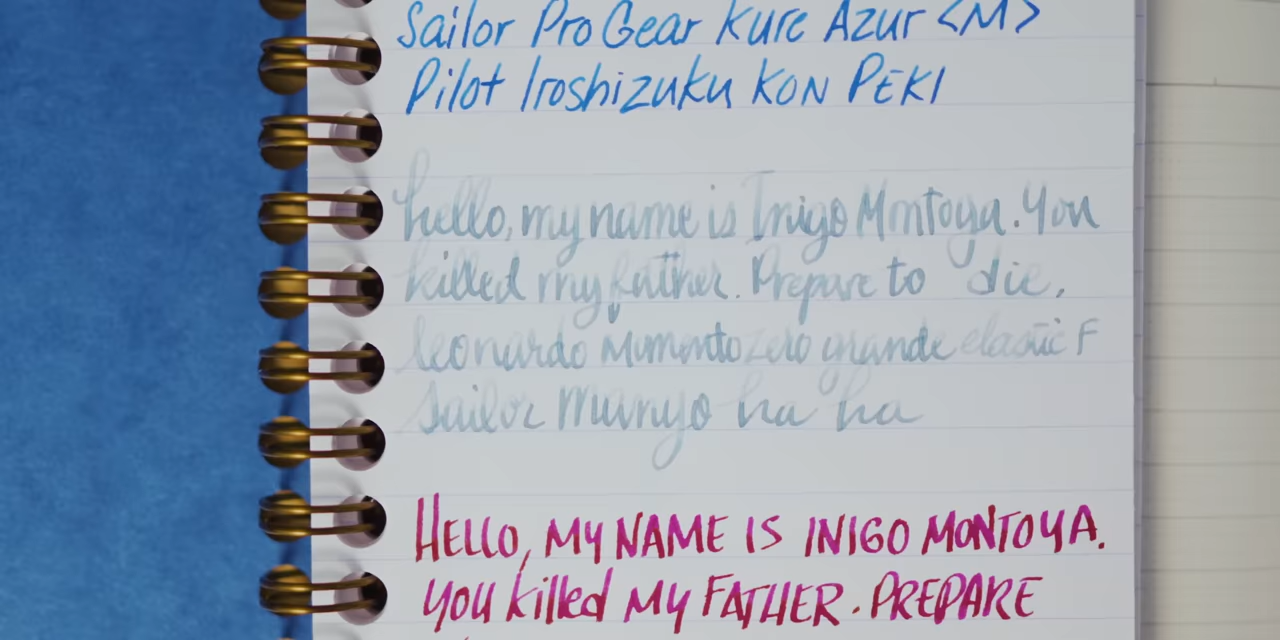 Sailor Pro Gear Kure Azur <M>
Pilot Iroshizuku KON PEKI
hello, my name is Inigo Montoya. You
killed my father. Prepare to die,
leonardo Momento zero grande elastic F
Sailor Manyo ha ha
HELLO, MY NAME IS INIGO MONTOYA.
YOU killed MY FATHER. PREPARE